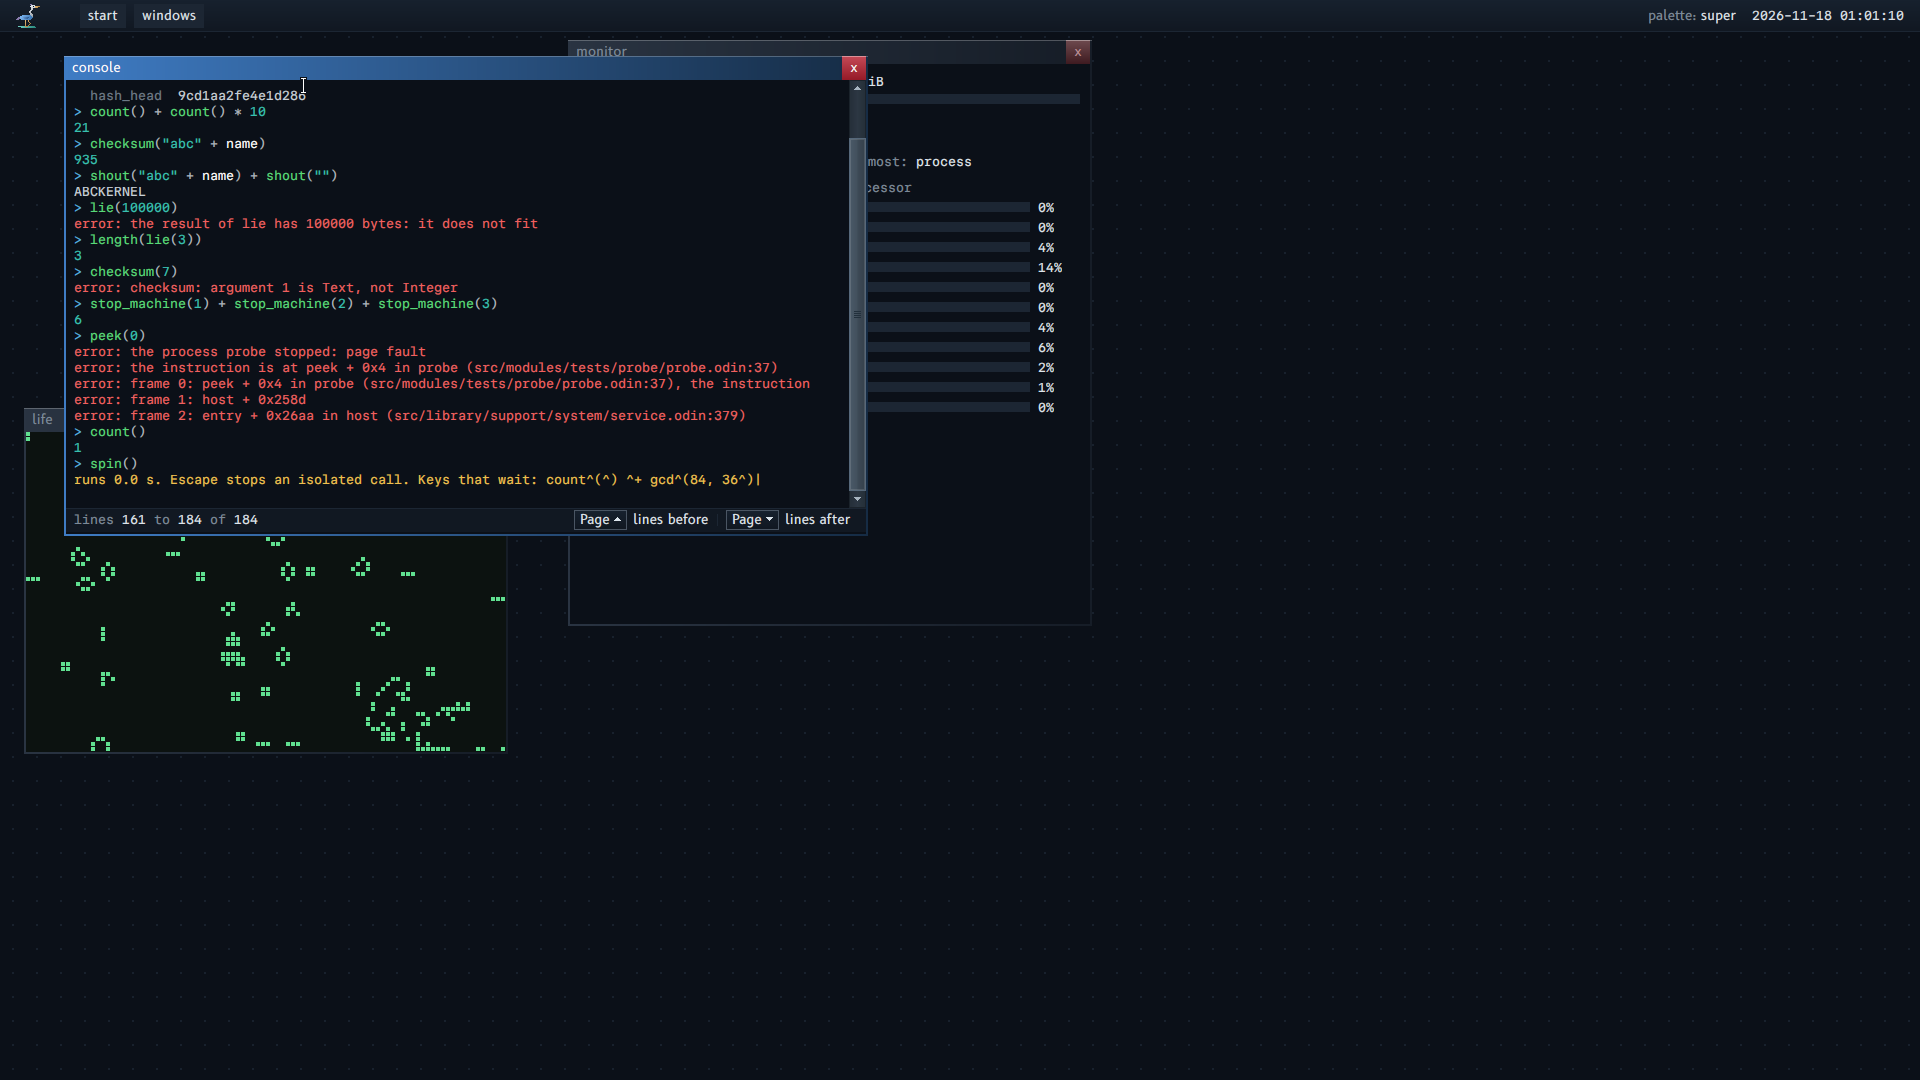 start windows palette: super 2026-11-18 01:01:10
monitor x
console x
iB
hash_head 9cd1aa2fe4e1d286
> count() + count() * 10
21
> checksum("abc" + name)
935
> shout("abc" + name) + shout("")
ABCKERNEL
> lie(100000)
error: the result of lie has 100000 bytes: it does not fit
> length(lie(3))
3
> checksum(7)
error: checksum: argument 1 is Text, not Integer
> stop_machine(1) + stop_machine(2) + stop_machine(3)
6
> peek(0)
error: the process probe stopped: page fault
error: the instruction is at peek + 0x4 in probe (src/modules/tests/probe/probe.odin:37)
error: frame 0: peek + 0x4 in probe (src/modules/tests/probe/probe.odin:37), the instruction
error: frame 1: host + 0x258d
error: frame 2: entry + 0x26aa in host (src/library/support/system/service.odin:379)
> count()
1
> spin()
runs 0.0 s. Escape stops an isolated call. Keys that wait: count^(^) ^+ gcd^(84, 36^)|
lines 161 to 184 of 184 Page lines before Page lines after
most: process
cessor
0%
0%
4%
14%
0%
0%
4%
6%
2%
1%
0%
life